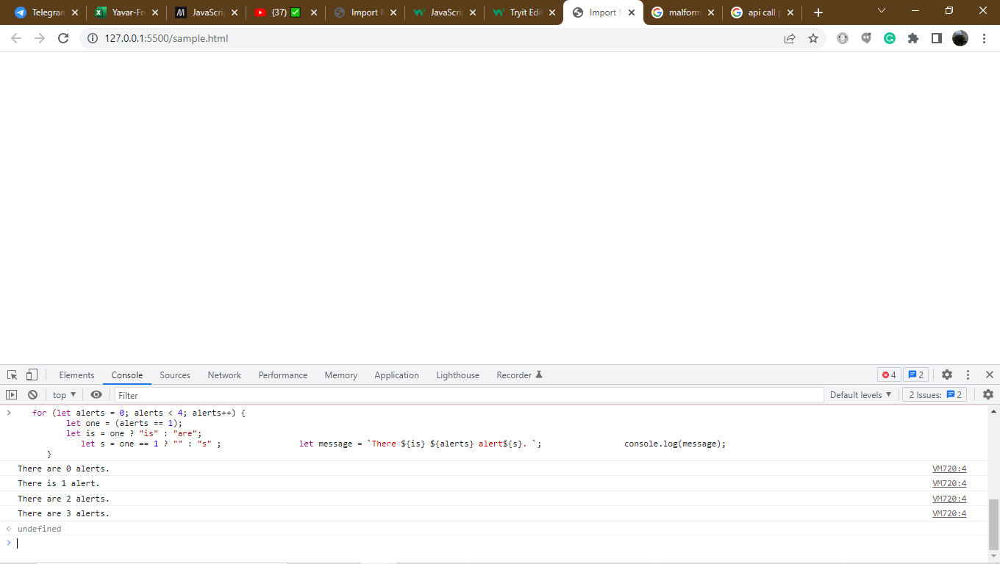 Telegram
Yavar-Fr
JavaScri
(37)
Import
JavaScri
Tryit Edi
Import
malform
api call
127.0.0.1:5500/sample.html
Elements Console Sources Network Performance Memory Application Lighthouse Recorder 4 2
top Filter Default levels 2 Issues: 2
for (let alerts = 0; alerts < 4; alerts++) {
let one = (alerts == 1);
let is = one ? "is" : "are";
let s = one == 1 ? "" : "s" ; let message = `There ${is} ${alerts} alert${s}. `; console.log(message);
}
There are 0 alerts. VM720:4
There is 1 alert. VM720:4
There are 2 alerts. VM720:4
There are 3 alerts. VM720:4
undefined